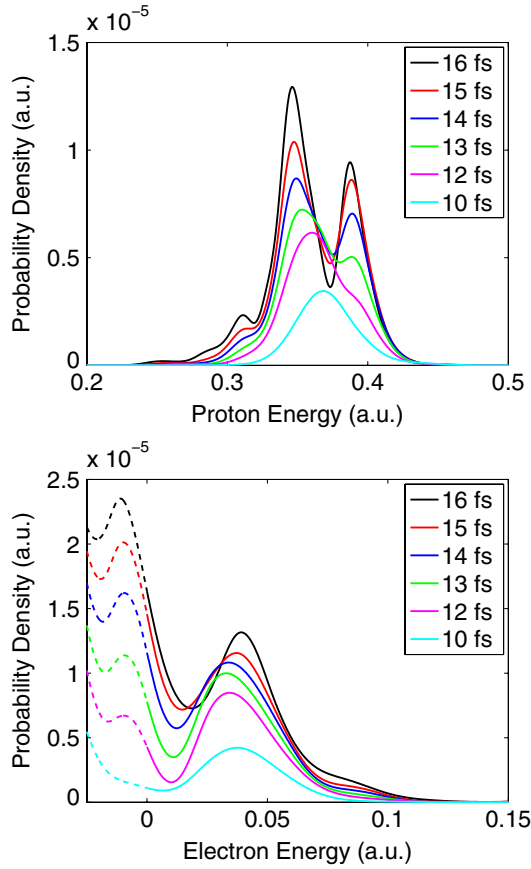 x 10⁻⁵
1.5
1
0.5
0
Probability Density (a.u.)
16 fs
15 fs
14 fs
13 fs
12 fs
10 fs
0.2 0.3 0.4 0.5
Proton Energy (a.u.)
x 10⁻⁵
2.5
2
1.5
1
0.5
0
Probability Density (a.u.)
16 fs
15 fs
14 fs
13 fs
12 fs
10 fs
0 0.05 0.1 0.15
Electron Energy (a.u.)